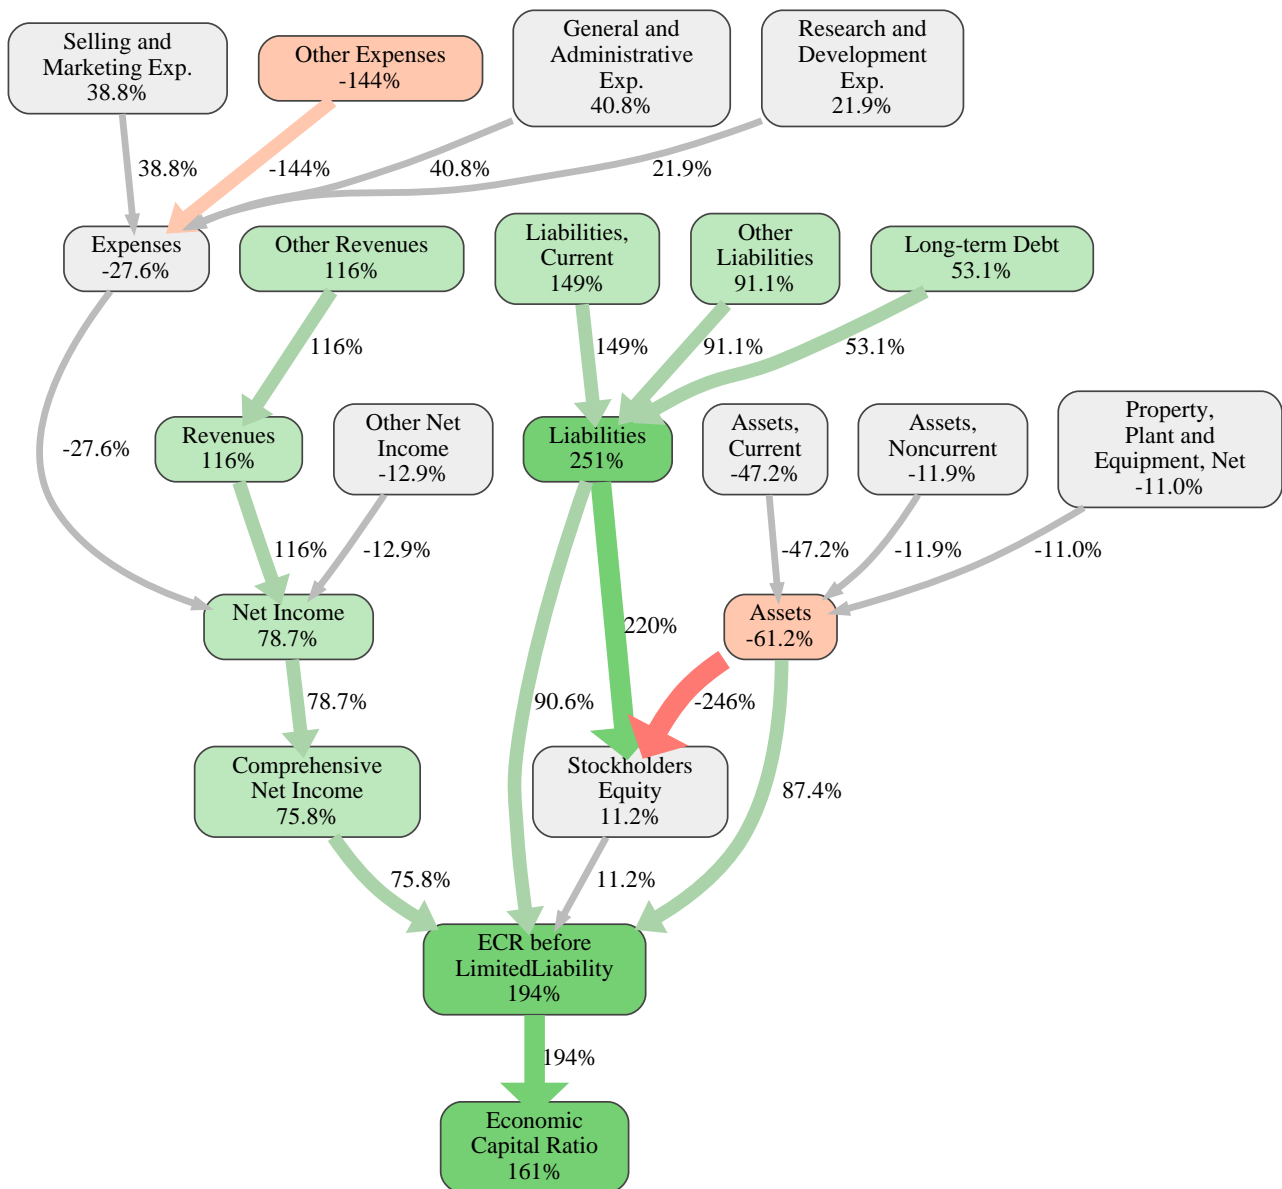 Selling and
Marketing Exp.
38.8%
Other Expenses
-144%
General and
Administrative
Exp.
40.8%
Research and
Development
Exp.
21.9%
38.8%
-144%
40.8%
21.9%
Expenses
-27.6%
Other Revenues
116%
Liabilities,
Current
149%
Other
Liabilities
91.1%
Long-term Debt
53.1%
116%
149%
91.1%
53.1%
-27.6%
Revenues
116%
Other Net
Income
-12.9%
Liabilities
251%
Assets,
Current
-47.2%
Assets,
Noncurrent
-11.9%
Property,
Plant and
Equipment, Net
-11.0%
116%
-12.9%
-47.2%
-11.9%
-11.0%
Net Income
78.7%
220%
Assets
-61.2%
78.7%
90.6%
-246%
87.4%
Comprehensive
Net Income
75.8%
Stockholders
Equity
11.2%
75.8%
11.2%
ECR before
LimitedLiability
194%
194%
Economic
Capital Ratio
161%